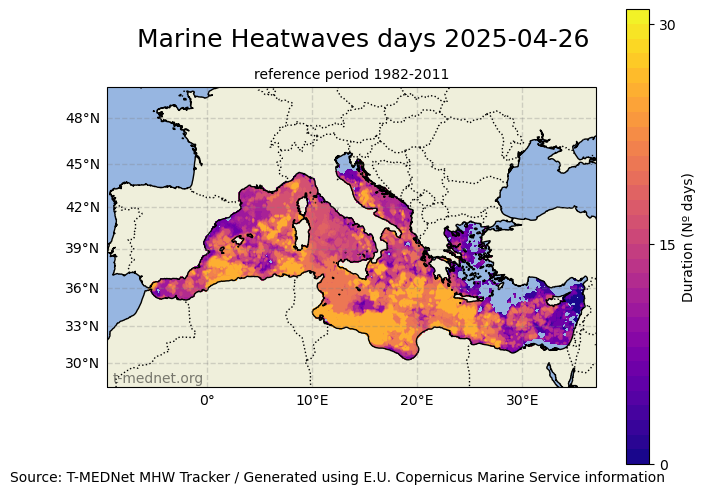 Marine Heatwaves days 2025-04-26
reference period 1982-2011
48°N
45°N
42°N
39°N
36°N
33°N
30°N
t-mednet.org
0°
10°E
20°E
30°E
30
15
0
Duration (Nº days)
Source: T-MEDNet MHW Tracker / Generated using E.U. Copernicus Marine Service information